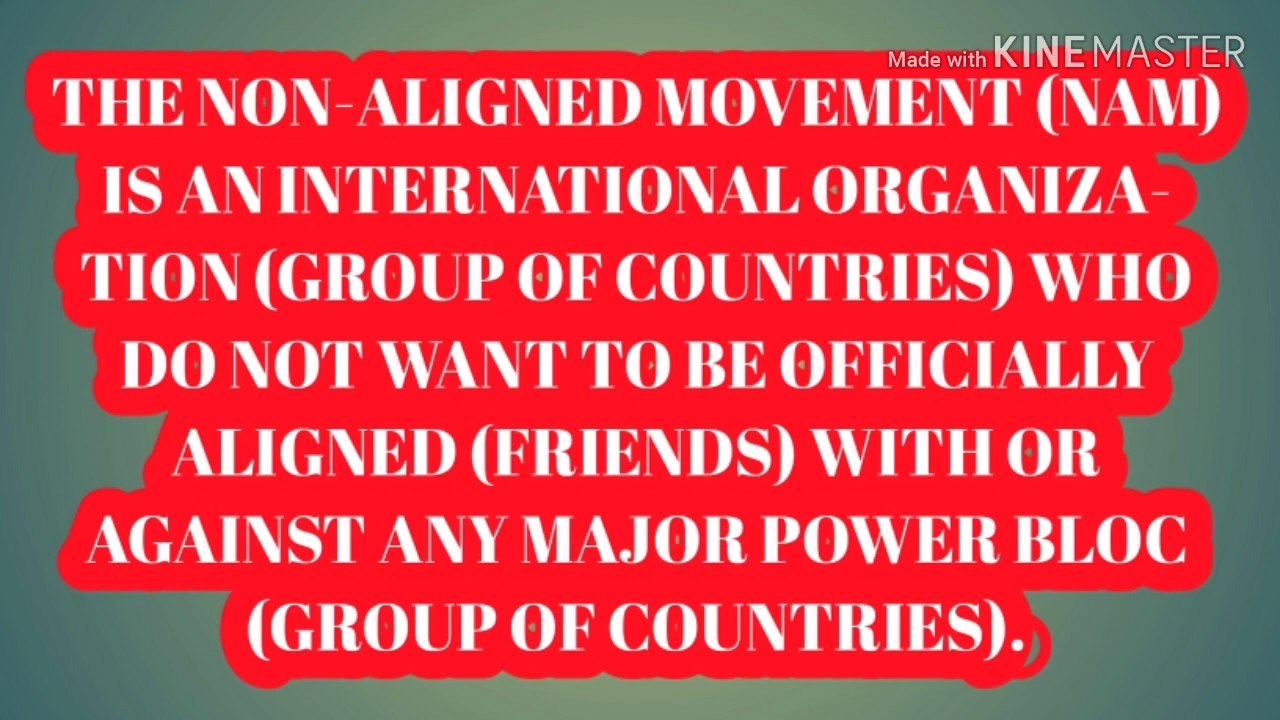 Made with KINEMASTER
THE NON-ALIGNED MOVEMENT (NAM)
IS AN INTERNATIONAL ORGANIZA-
TION (GROUP OF COUNTRIES) WHO
DO NOT WANT TO BE OFFICIALLY
ALIGNED (FRIENDS) WITH OR
AGAINST ANY MAJOR POWER BLOC
(GROUP OF COUNTRIES).